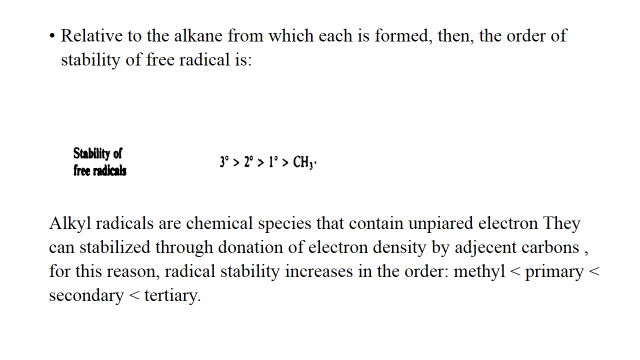 • Relative to the alkane from which each is formed, then, the order of
stability of free radical is:
Stability of
free radicals
3° > 2° > 1° > CH₃·
Alkyl radicals are chemical species that contain unpiared electron They
can stabilized through donation of electron density by adjecent carbons ,
for this reason, radical stability increases in the order: methyl < primary <
secondary < tertiary.